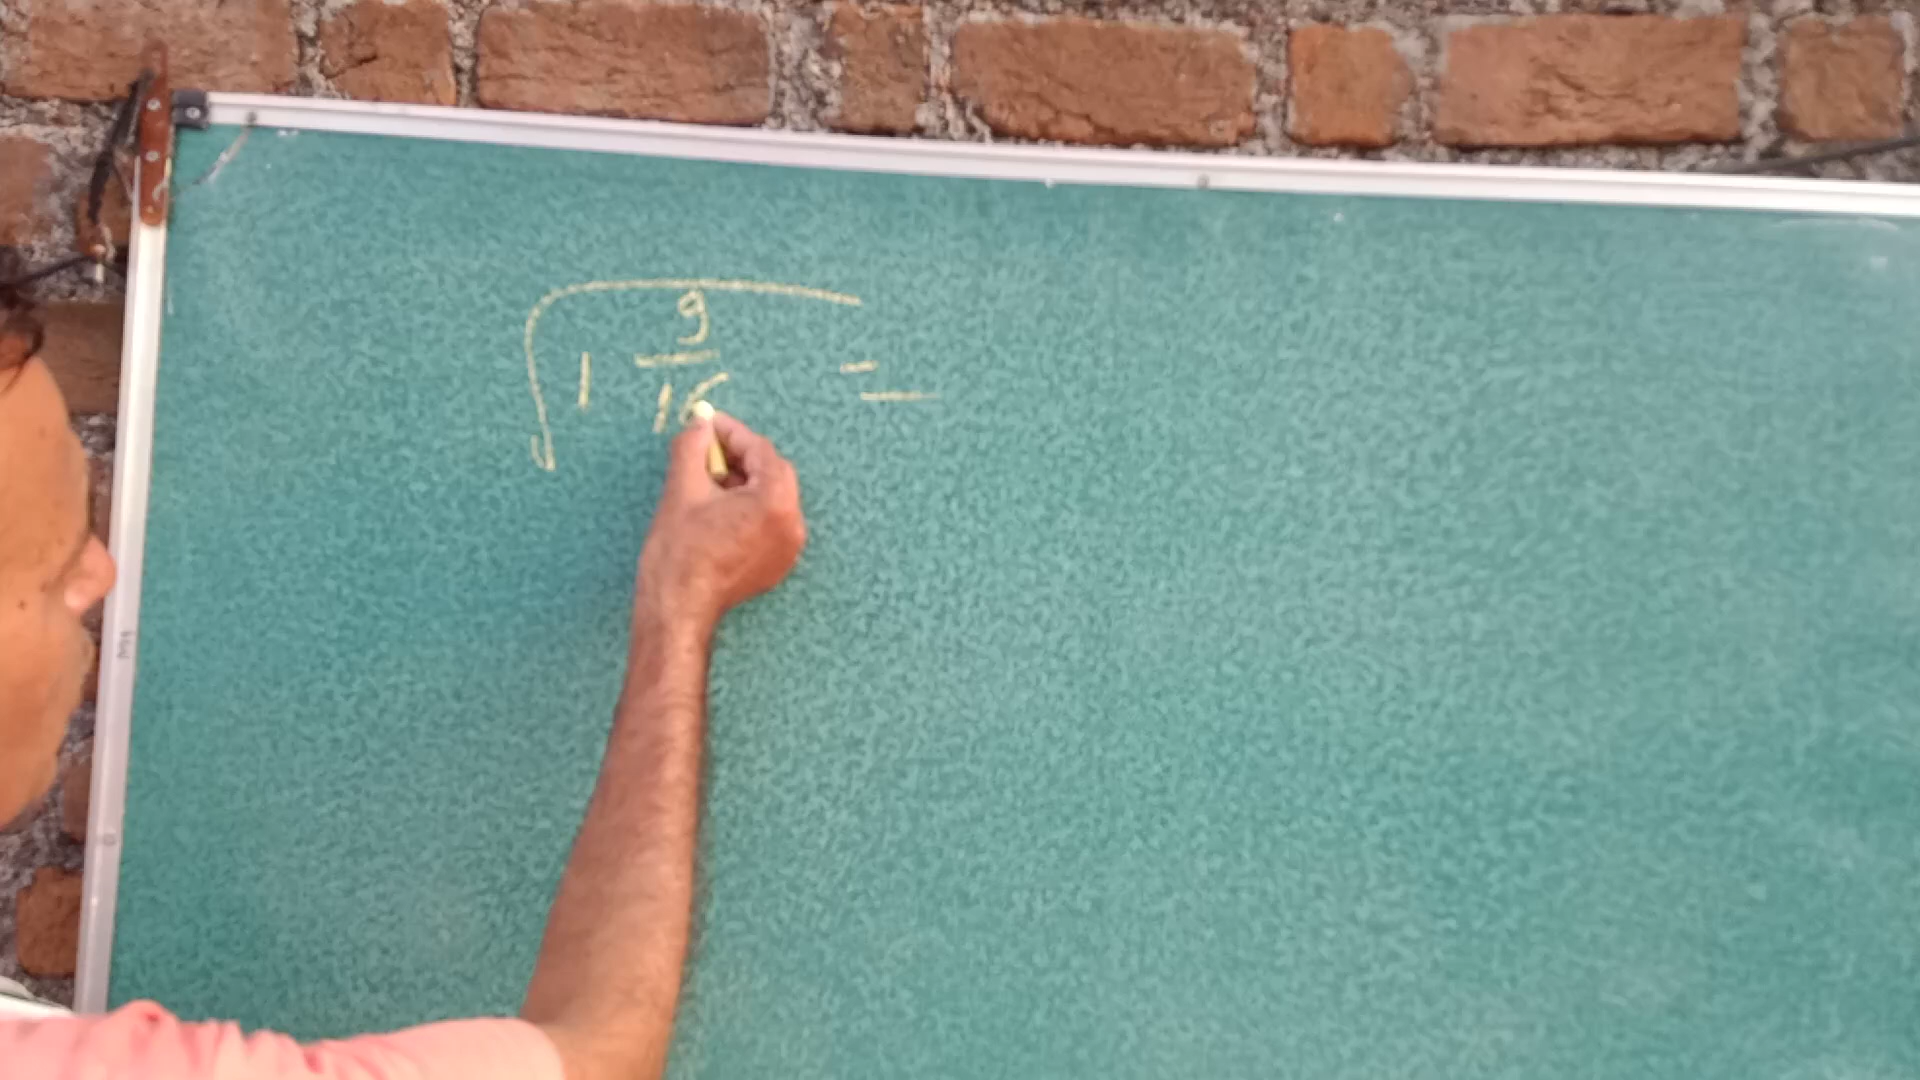 √1 9/16 =